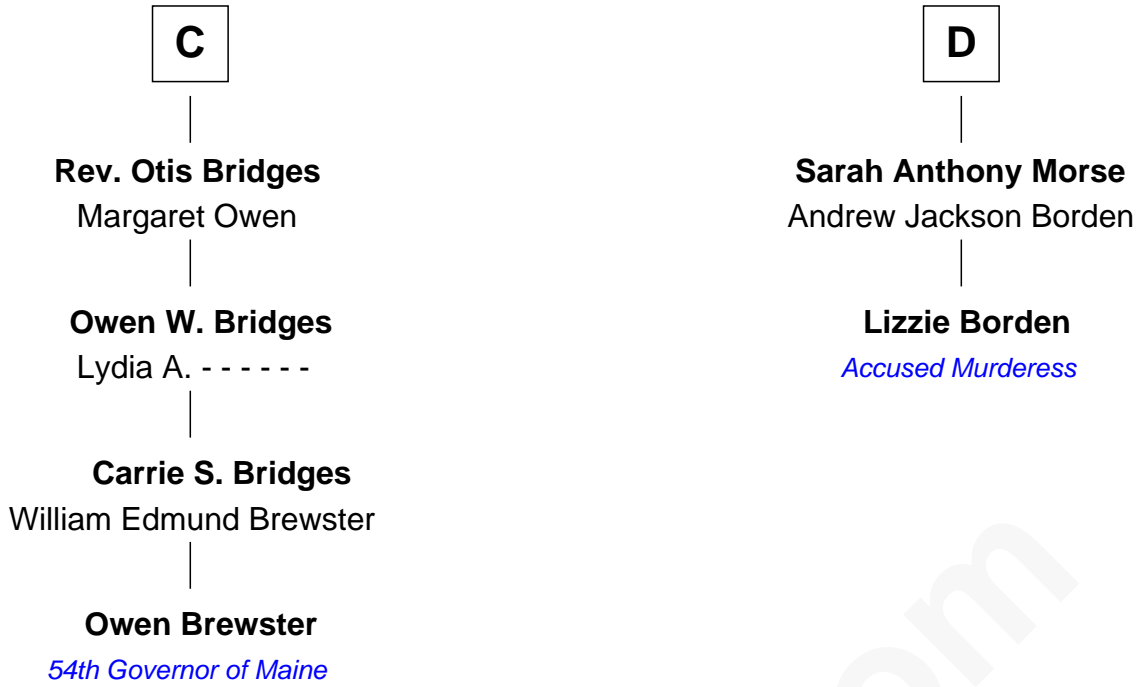 C
Rev. Otis Bridges
Margaret Owen
Owen W. Bridges
Lydia A. - - - - - -
Carrie S. Bridges
William Edmund Brewster
Owen Brewster
54th Governor of Maine
D
Sarah Anthony Morse
Andrew Jackson Borden
Lizzie Borden
Accused Murderess
om